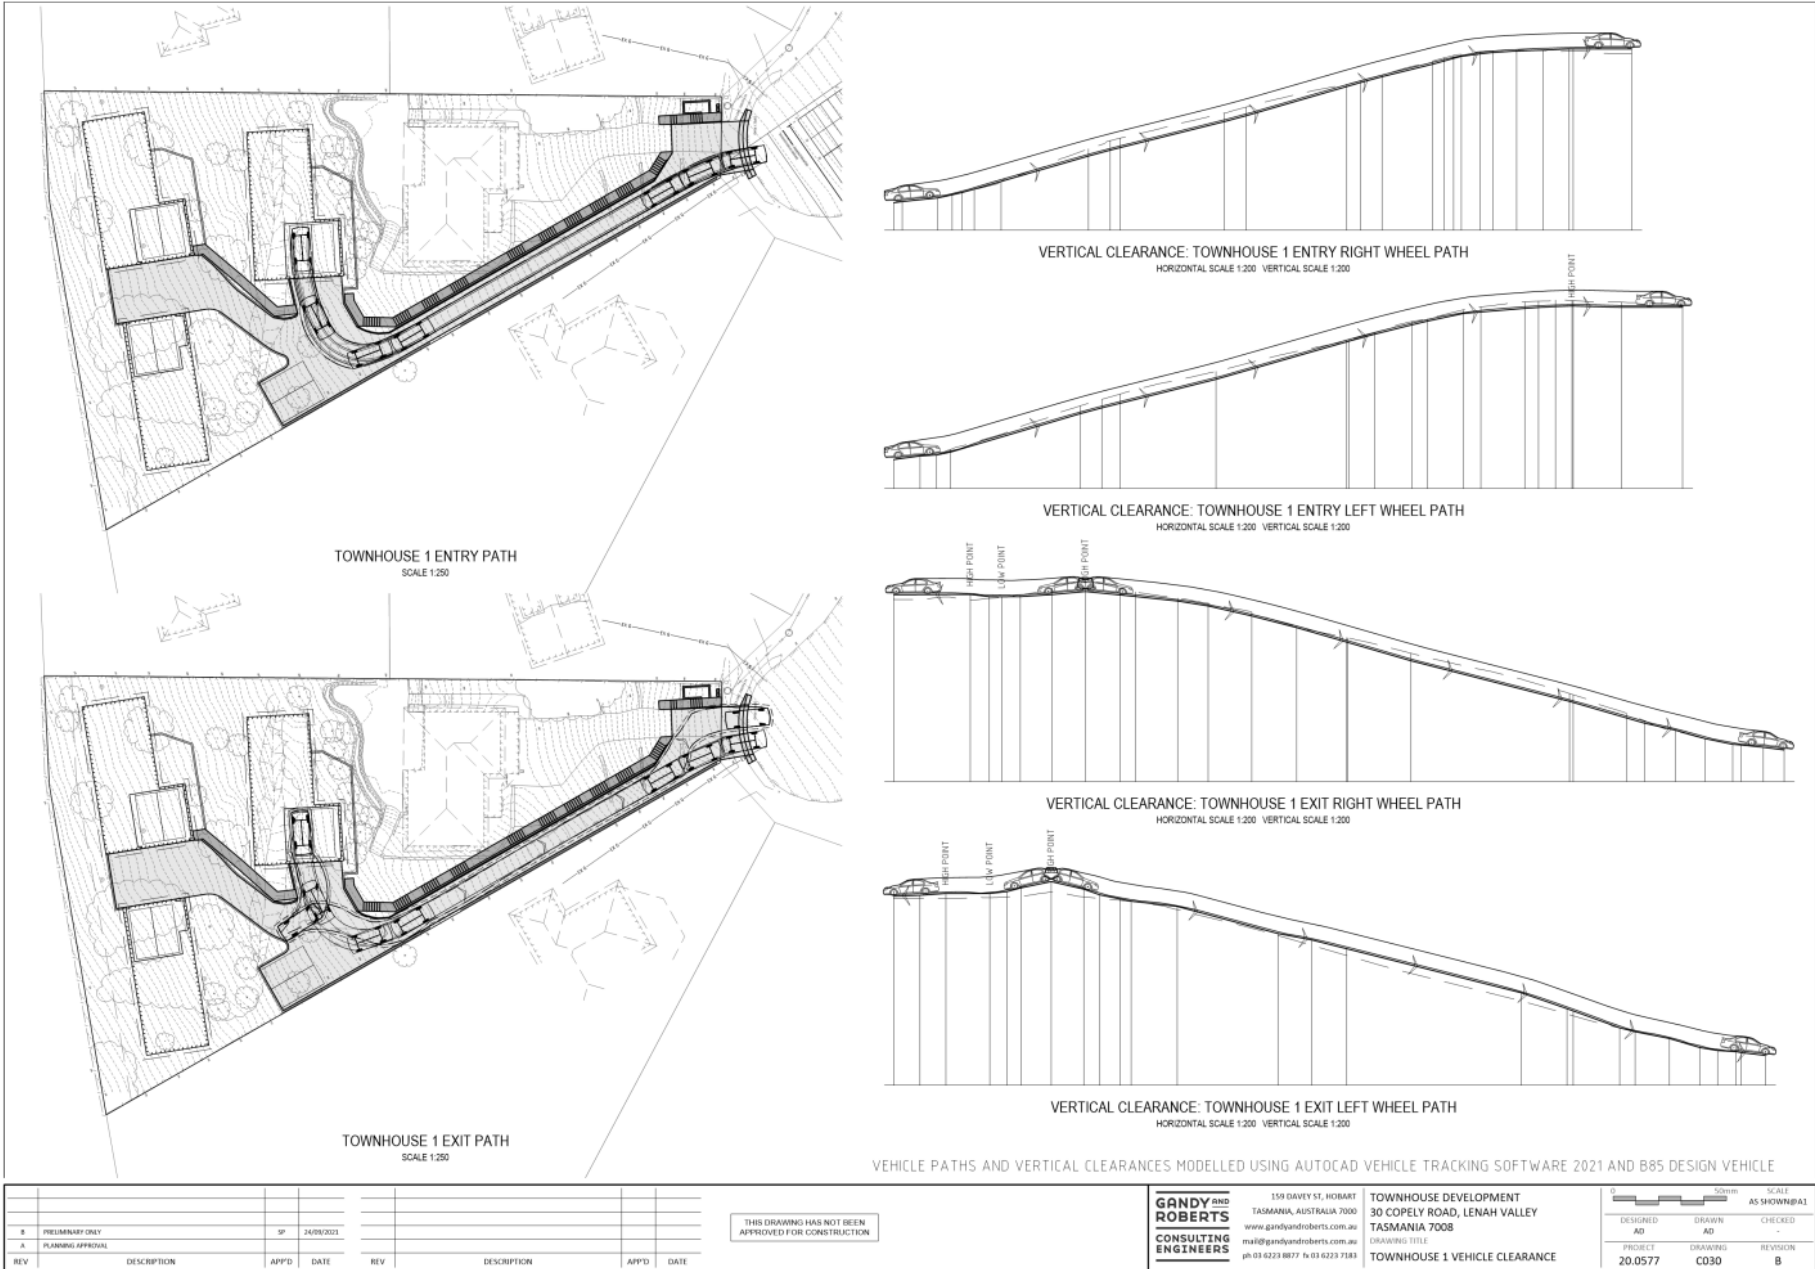 TOWNHOUSE 1 ENTRY PATH
SCALE 1:250
VERTICAL CLEARANCE: TOWNHOUSE 1 ENTRY RIGHT WHEEL PATH
HORIZONTAL SCALE 1:200 VERTICAL SCALE 1:200
HIGH POINT
VERTICAL CLEARANCE: TOWNHOUSE 1 ENTRY LEFT WHEEL PATH
HORIZONTAL SCALE 1:200 VERTICAL SCALE 1:200
HIGH POINT
LOW POINT
HIGH POINT
VERTICAL CLEARANCE: TOWNHOUSE 1 EXIT RIGHT WHEEL PATH
HORIZONTAL SCALE 1:200 VERTICAL SCALE 1:200
HIGH POINT
LOW POINT
HIGH POINT
VERTICAL CLEARANCE: TOWNHOUSE 1 EXIT LEFT WHEEL PATH
HORIZONTAL SCALE 1:200 VERTICAL SCALE 1:200
TOWNHOUSE 1 EXIT PATH
SCALE 1:250
VEHICLE PATHS AND VERTICAL CLEARANCES MODELLED USING AUTOCAD VEHICLE TRACKING SOFTWARE 2021 AND B85 DESIGN VEHICLE
B PRELIMINARY ONLY SP 24/09/2021
A PLANNING APPROVAL
REV DESCRIPTION APP'D DATE
REV DESCRIPTION APP'D DATE
THIS DRAWING HAS NOT BEEN
APPROVED FOR CONSTRUCTION
GANDY AND
ROBERTS
CONSULTING
ENGINEERS
159 DAVEY ST, HOBART
TASMANIA, AUSTRALIA 7000
www.gandyandroberts.com.au
mail@gandyandroberts.com.au
ph 03 6223 8877 fx 03 6223 7183
TOWNHOUSE DEVELOPMENT
30 COPELY ROAD, LENAH VALLEY
TASMANIA 7008
DRAWING TITLE
TOWNHOUSE 1 VEHICLE CLEARANCE
0 50mm
SCALE
AS SHOWN@A1
DESIGNED
AD
DRAWN
AD
CHECKED
-
PROJECT
20.0577
DRAWING
C030
REVISION
B